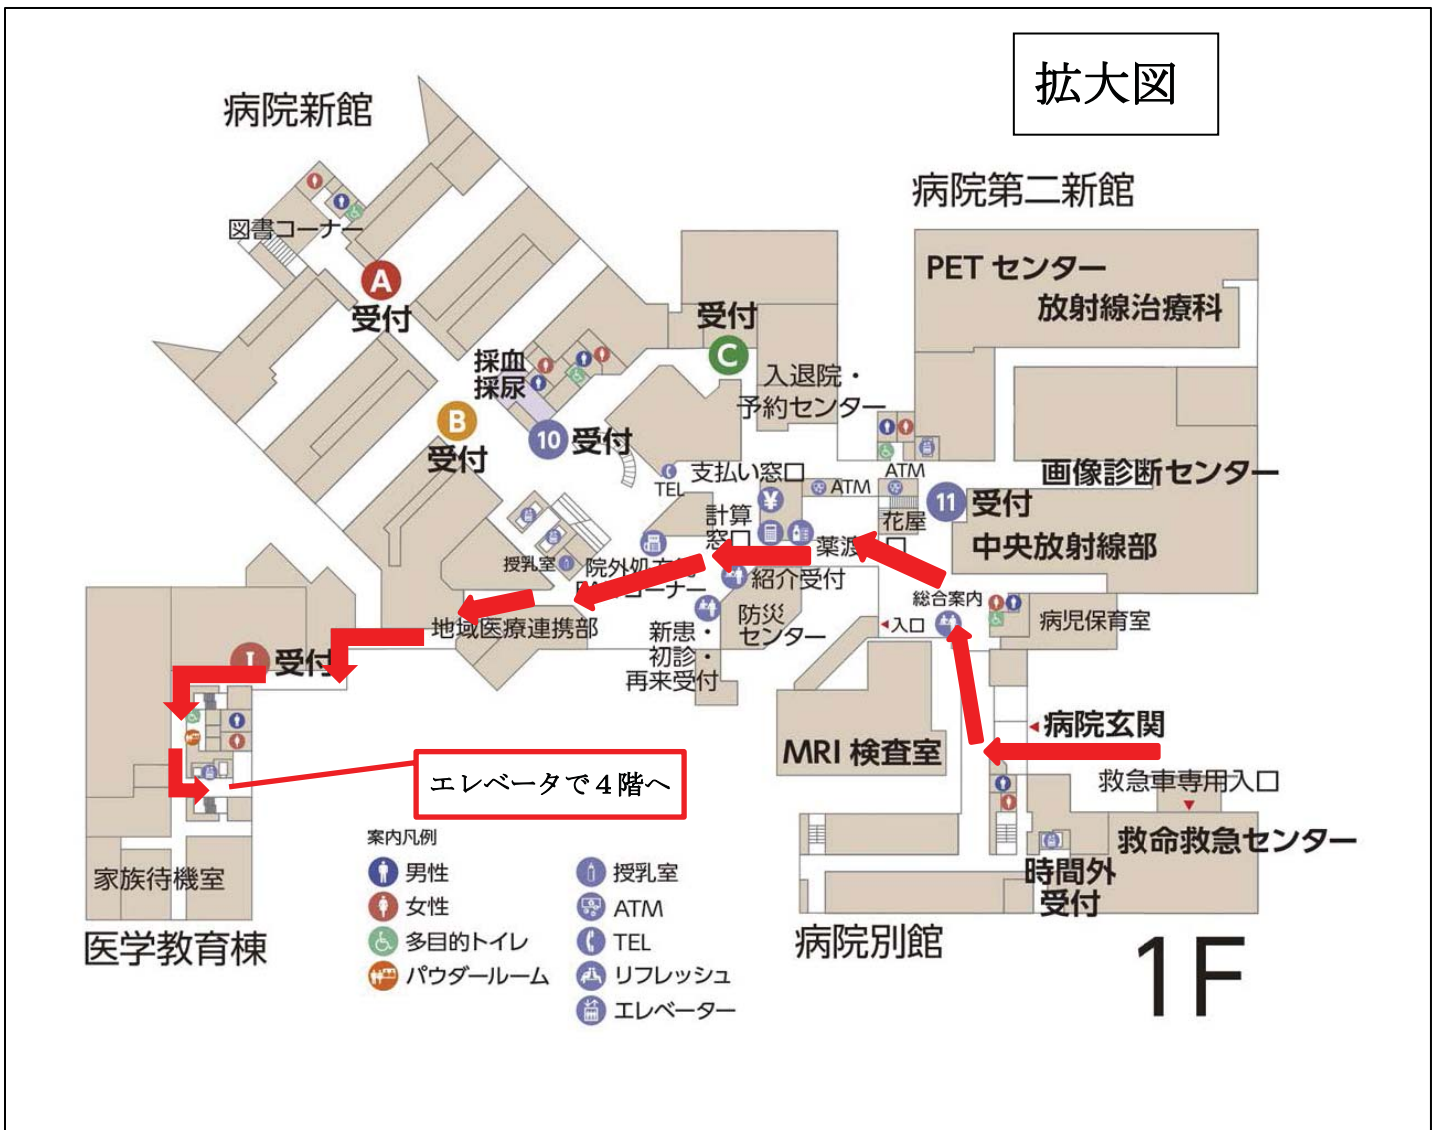 拡大図
病院新館
病院第二新館
図書コーナー
PET センター
放射線治療科
A
受付
受付
C
採血
採尿
入退院・
予約センター
B
受付
10 受付
TEL
支払い窓口
ATM
ATM
画像診断センター
11 受付
計算
窓口
花屋
中央放射線部
授乳室
紹介受付
総合案内
入口
病児保育室
地域医療連携部
防災
センター
新患・
初診・
再来受付
I 受付
病院玄関
MRI 検査室
エレベータで４階へ
救急車専用入口
救命救急センター
時間外
受付
案内凡例
男性
女性
多目的トイレ
パウダールーム
授乳室
ATM
TEL
リフレッシュ
エレベーター
家族待機室
医学教育棟
病院別館
1F